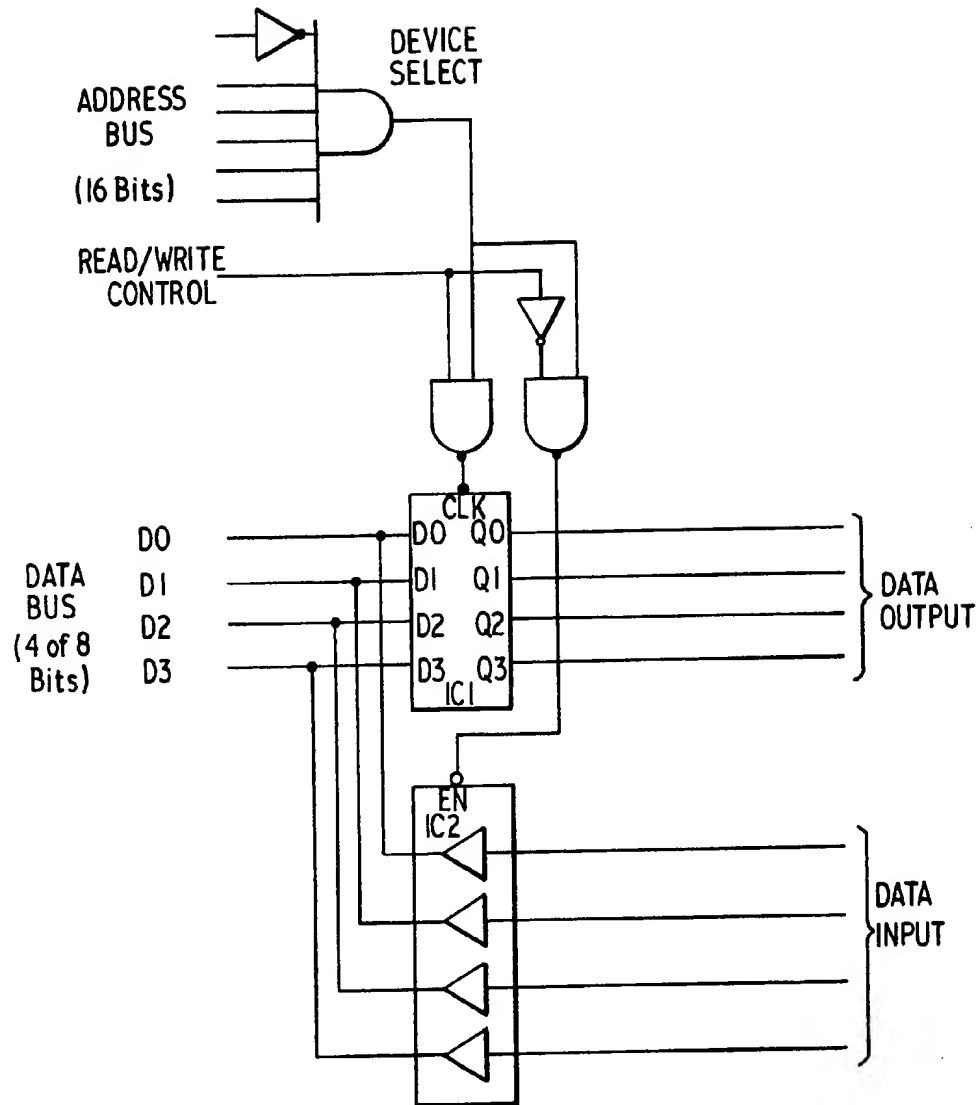 DEVICE
SELECT
ADDRESS
BUS
(16 Bits)
READ/WRITE
CONTROL
CLK
D0 Q0
D1 Q1
D2 Q2
D3 Q3
IC1
D0
D1
D2
D3
DATA
BUS
(4 of 8
Bits)
DATA
OUTPUT
EN
IC2
DATA
INPUT